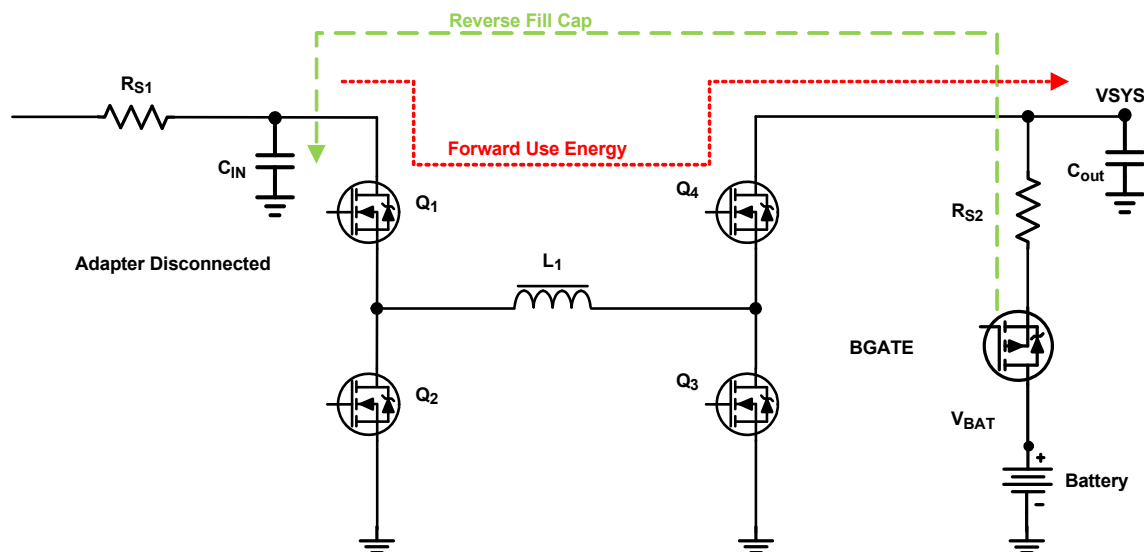 Reverse Fill Cap
RS1
VSYS
Forward Use Energy
CIN
Cout
Q1
Q4
RS2
Adapter Disconnected
L1
BGATE
Q2
Q3
VBAT
+
Battery
-